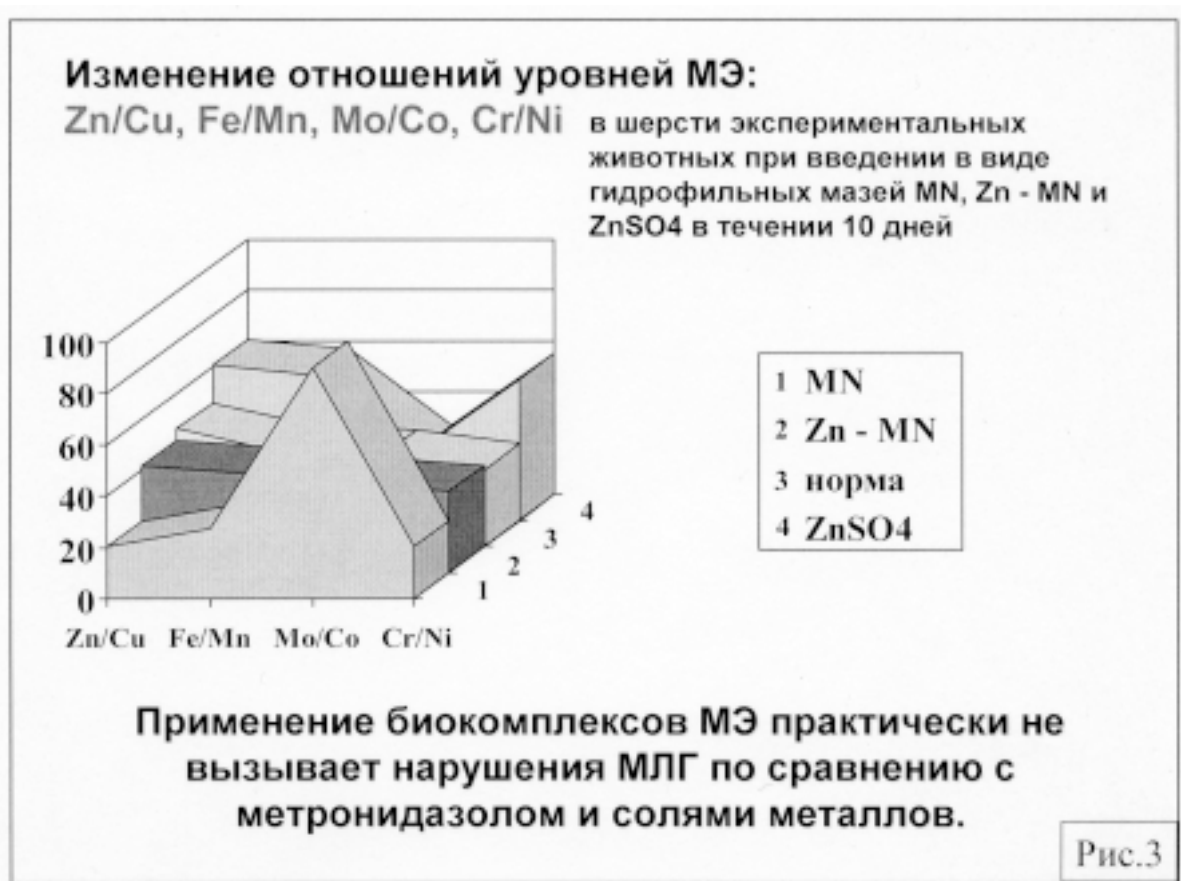 Изменение отношений уровней МЭ:
Zn/Cu, Fe/Mn, Mo/Co, Cr/Ni
в шерсти экспериментальных
животных при введении в виде
гидрофильных мазей MN, Zn - MN и
ZnSO4 в течении 10 дней
100
80
60
40
20
0
Zn/Cu Fe/Mn Mo/Co Cr/Ni
1
2
3
4
1 MN
2 Zn - MN
3 норма
4 ZnSO4
Применение биокомплексов МЭ практически не
вызывает нарушения МЛГ по сравнению с
метронидазолом и солями металлов.
Рис.3